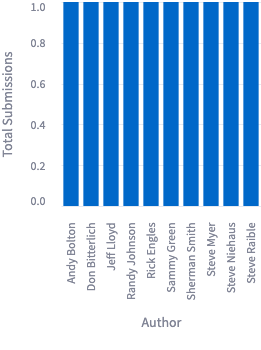 Total Submissions
1.0
0.8
0.6
0.4
0.2
0.0
Andy Bolton
Don Bitterlich
Jeff Lloyd
Randy Johnson
Rick Engles
Sammy Green
Sherman Smith
Steve Myer
Steve Niehaus
Steve Raible
Author